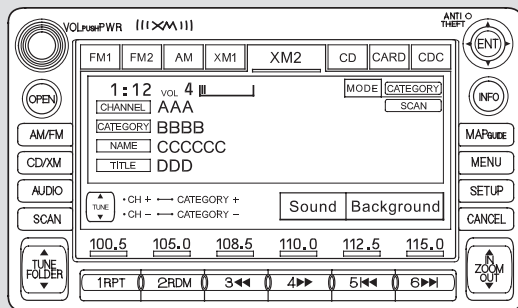 VOL PUSH PWR (((XM)))
ANTI THEFT
ENT
FM1 FM2 AM XM1 XM2 CD CARD CDC
1:12 VOL 4 MODE CATEGORY
SCAN
CHANNEL AAA
CATEGORY BBBB
NAME CCCCCC
TITLE DDD
OPEN
AM/FM
CD/XM
AUDIO
SCAN
INFO
MAP GUIDE
MENU
SETUP
CANCEL
TUNE • CH + ⟷ CATEGORY +
• CH − ⟷ CATEGORY −
Sound Background
100.5 105.0 108.5 110.0 112.5 115.0
TUNE FOLDER
1RPT 2RDM 3◀◀ 4▶▶ 5|◀◀ 6▶▶|
IN ZOOM OUT